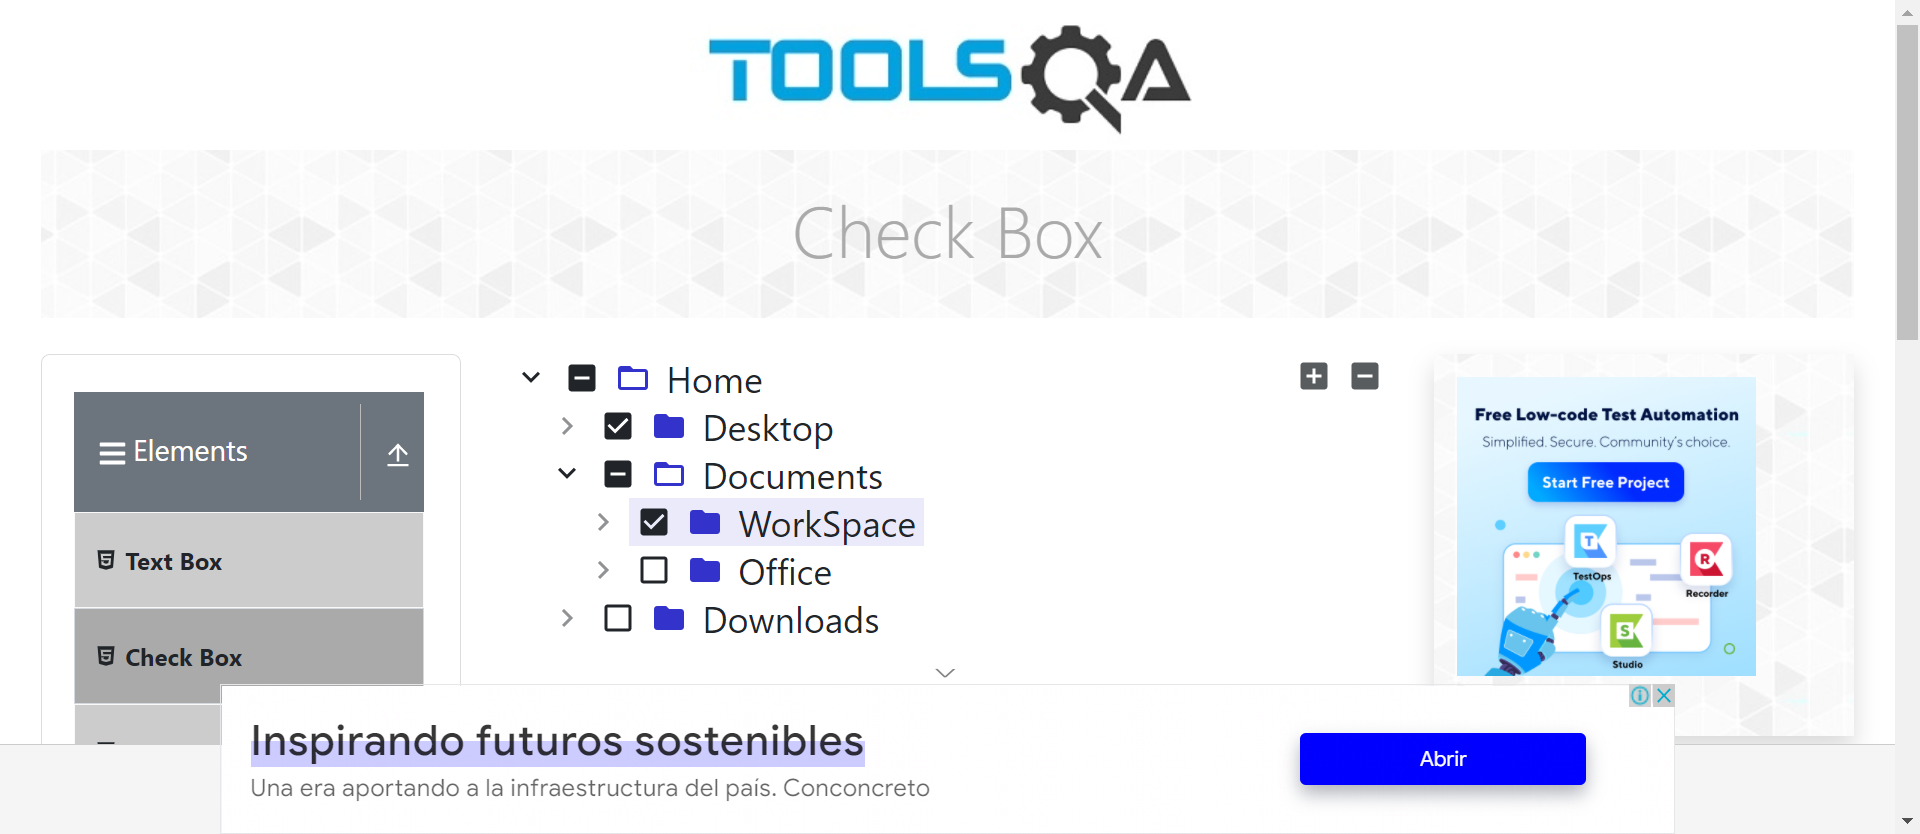 TOOLSQA
Check Box
Elements
Text Box
Check Box
Home
Desktop
Documents
WorkSpace
Office
Downloads
Free Low-code Test Automation
Simplified. Secure. Community's choice.
Start Free Project
TestOps
Recorder
Studio
Inspirando futuros sostenibles
Una era aportando a la infraestructura del país. Conconcreto
Abrir